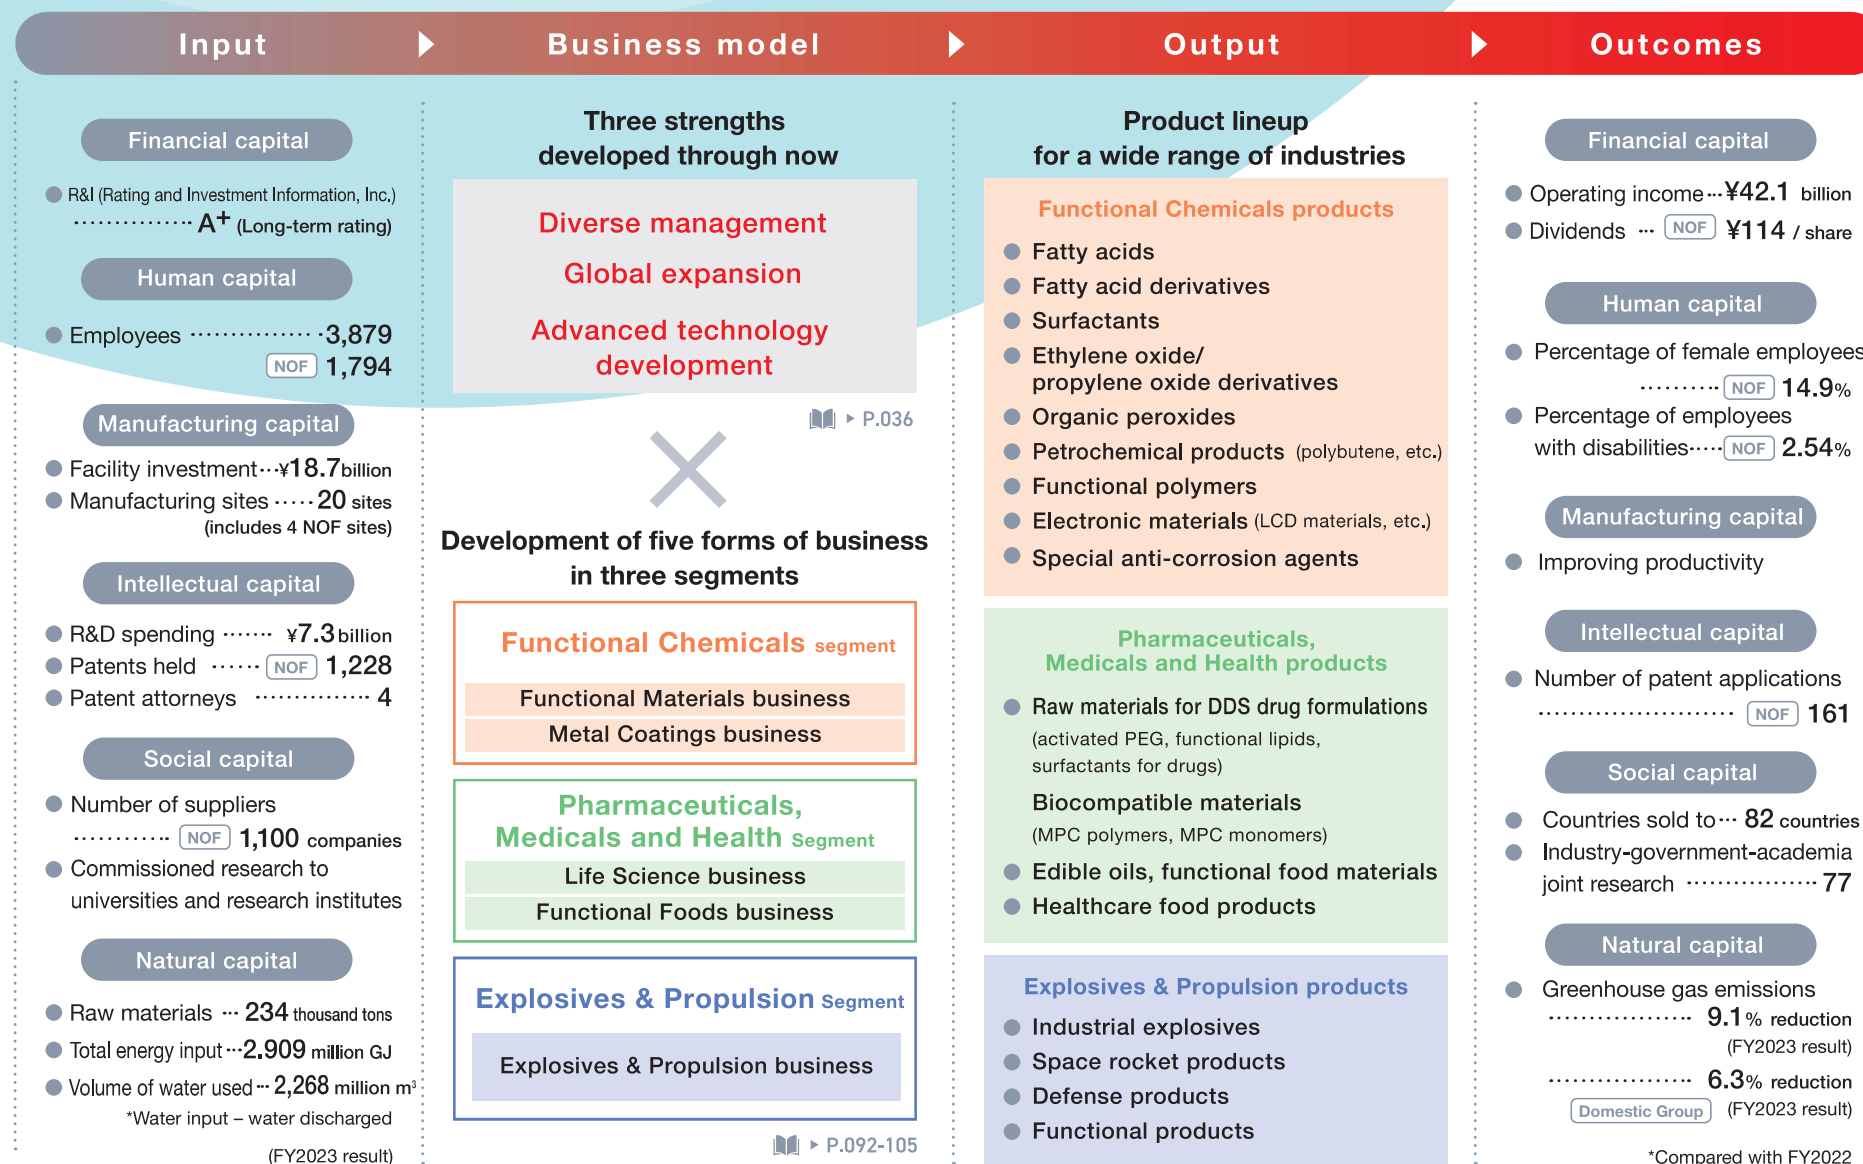 Input
Business model
Output
Outcomes
Financial capital
R&I (Rating and Investment Information, Inc.)
·············· A+ (Long-term rating)
Human capital
Employees ················ 3,879
NOF 1,794
Manufacturing capital
Facility investment···¥18.7 billion
Manufacturing sites ····· 20 sites
(includes 4 NOF sites)
Intellectual capital
R&D spending ······· ¥7.3 billion
Patents held ······ NOF 1,228
Patent attorneys ·············· 4
Social capital
Number of suppliers
············ NOF 1,100 companies
Commissioned research to
universities and research institutes
Natural capital
Raw materials ··· 234 thousand tons
Total energy input ···2.909 million GJ
Volume of water used ··· 2,268 million m³
*Water input – water discharged
(FY2023 result)
Three strengths
developed through now
Diverse management
Global expansion
Advanced technology
development
P.036
×
Development of five forms of business
in three segments
Functional Chemicals segment
Functional Materials business
Metal Coatings business
Pharmaceuticals,
Medicals and Health Segment
Life Science business
Functional Foods business
Explosives & Propulsion Segment
Explosives & Propulsion business
P.092-105
Product lineup
for a wide range of industries
Functional Chemicals products
Fatty acids
Fatty acid derivatives
Surfactants
Ethylene oxide/
propylene oxide derivatives
Organic peroxides
Petrochemical products (polybutene, etc.)
Functional polymers
Electronic materials (LCD materials, etc.)
Special anti-corrosion agents
Pharmaceuticals,
Medicals and Health products
Raw materials for DDS drug formulations
(activated PEG, functional lipids,
surfactants for drugs)
Biocompatible materials
(MPC polymers, MPC monomers)
Edible oils, functional food materials
Healthcare food products
Explosives & Propulsion products
Industrial explosives
Space rocket products
Defense products
Functional products
Financial capital
Operating income ···¥42.1 billion
Dividends ··· NOF ¥114 / share
Human capital
Percentage of female employees
·········· NOF 14.9%
Percentage of employees
with disabilities····· NOF 2.54%
Manufacturing capital
Improving productivity
Intellectual capital
Number of patent applications
······················· NOF 161
Social capital
Countries sold to ··· 82 countries
Industry-government-academia
joint research ················ 77
Natural capital
Greenhouse gas emissions
················· 9.1% reduction
(FY2023 result)
················· 6.3% reduction
Domestic Group (FY2023 result)
*Compared with FY2022